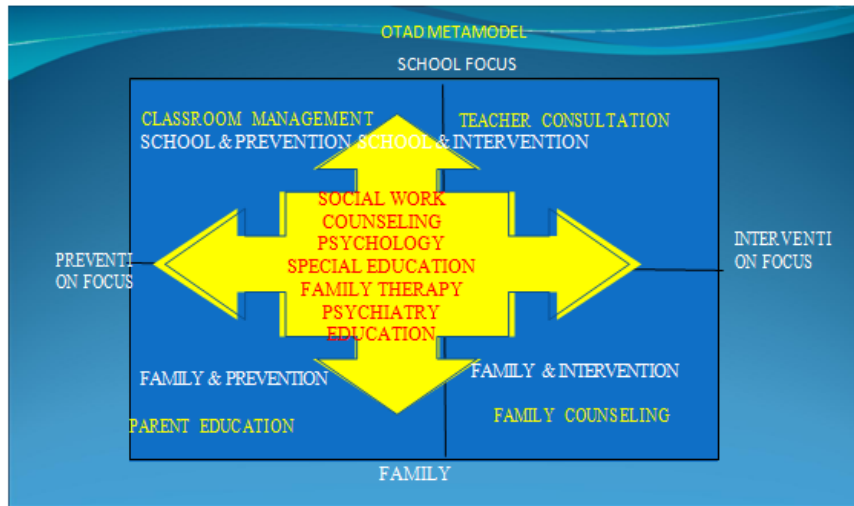 OTAD METAMODEL
SCHOOL FOCUS
CLASSROOM MANAGEMENT
TEACHER CONSULTATION
SCHOOL & PREVENTION SCHOOL & INTERVENTION
SOCIAL WORK
COUNSELING
PSYCHOLOGY
SPECIAL EDUCATION
FAMILY THERAPY
PSYCHIATRY
EDUCATION
PREVENTI
ON FOCUS
INTERVENTI
ON FOCUS
FAMILY & PREVENTION
FAMILY & INTERVENTION
PARENT EDUCATION
FAMILY COUNSELING
FAMILY